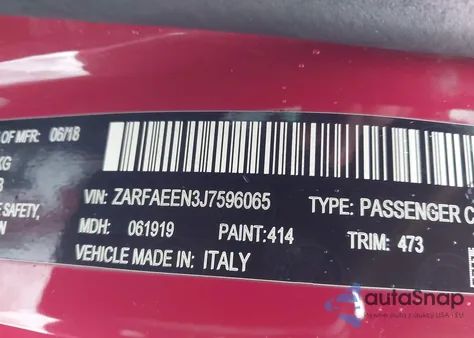 OF MFR: 06/18
KG
VIN: ZARFAEEN3J7596065 TYPE: PASSENGER C
E SAFETY,
MDH: 061919 PAINT:414 TRIM: 473
VEHICLE MADE IN: ITALY
autoSnap